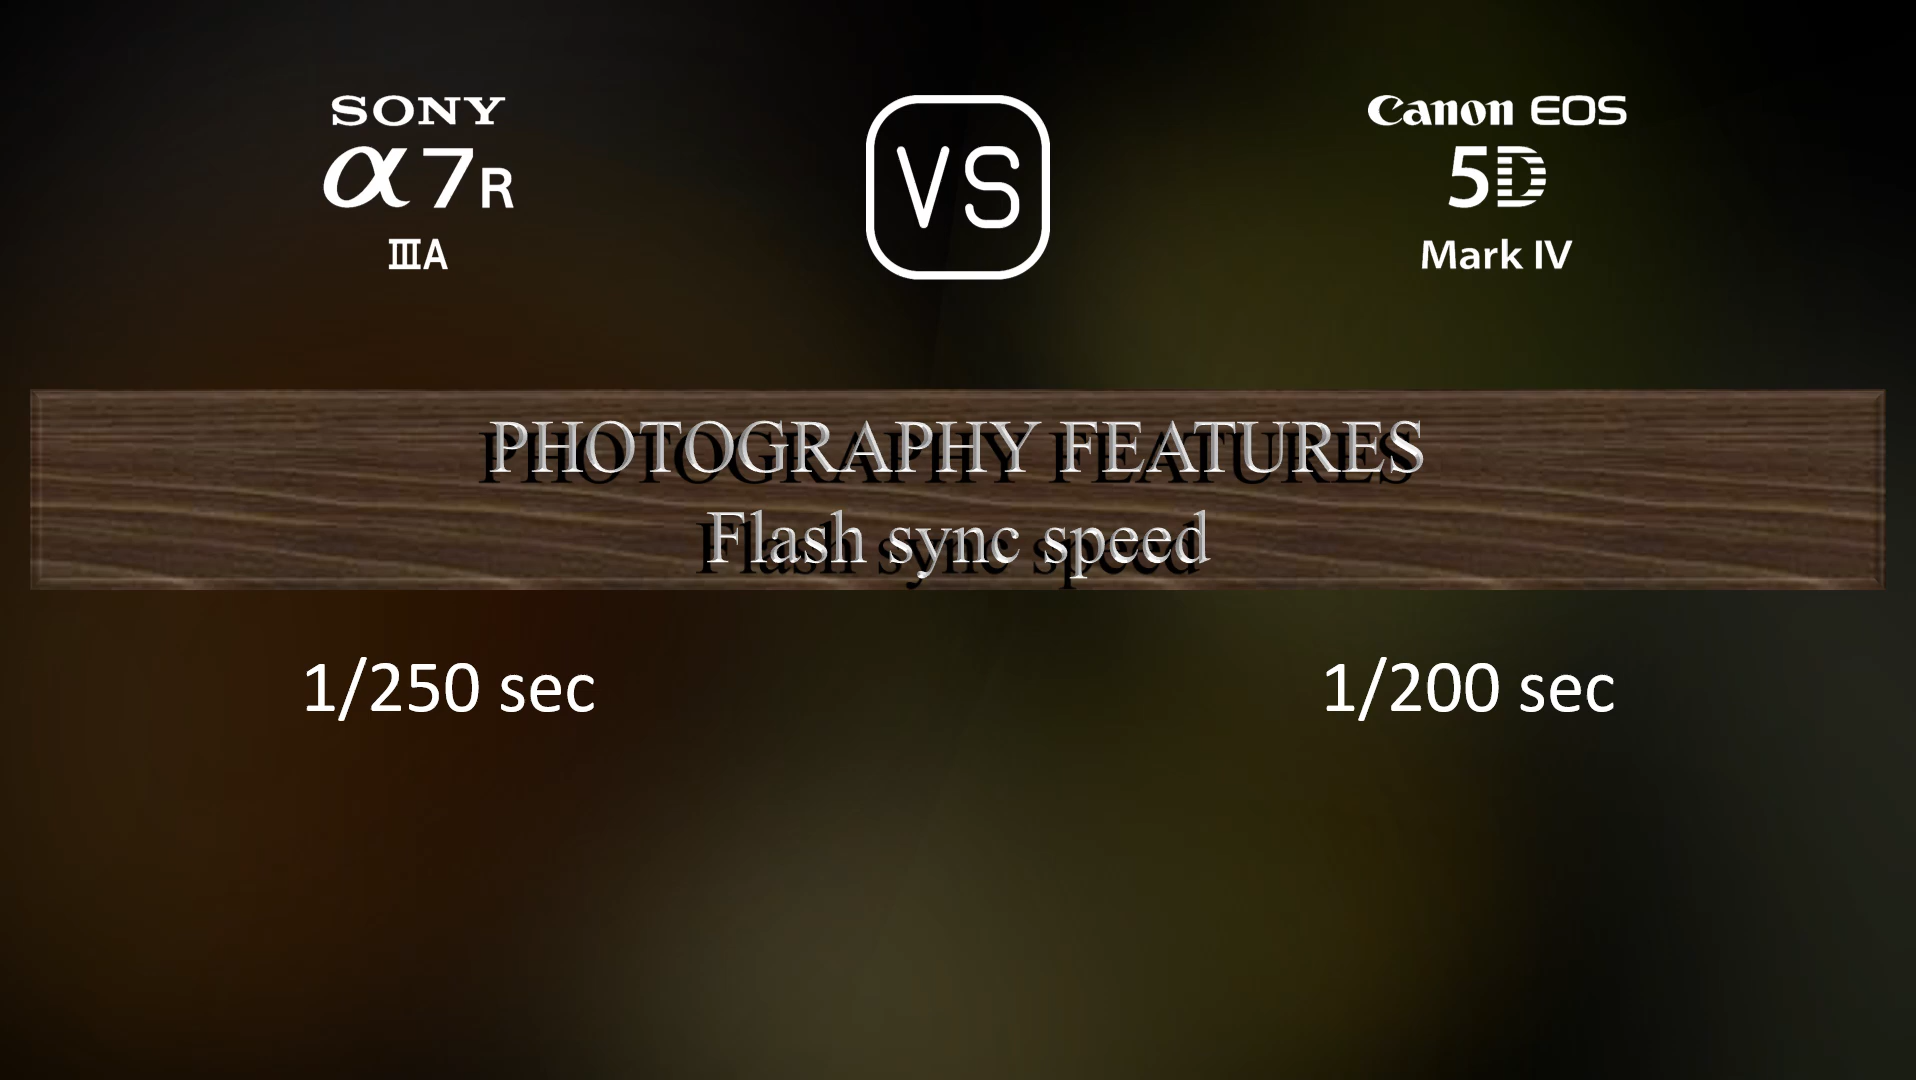 SONY
α7R
IIIA
VS
Canon EOS
5D
Mark IV
PHOTOGRAPHY FEATURES
Flash sync speed
1/250 sec
1/200 sec